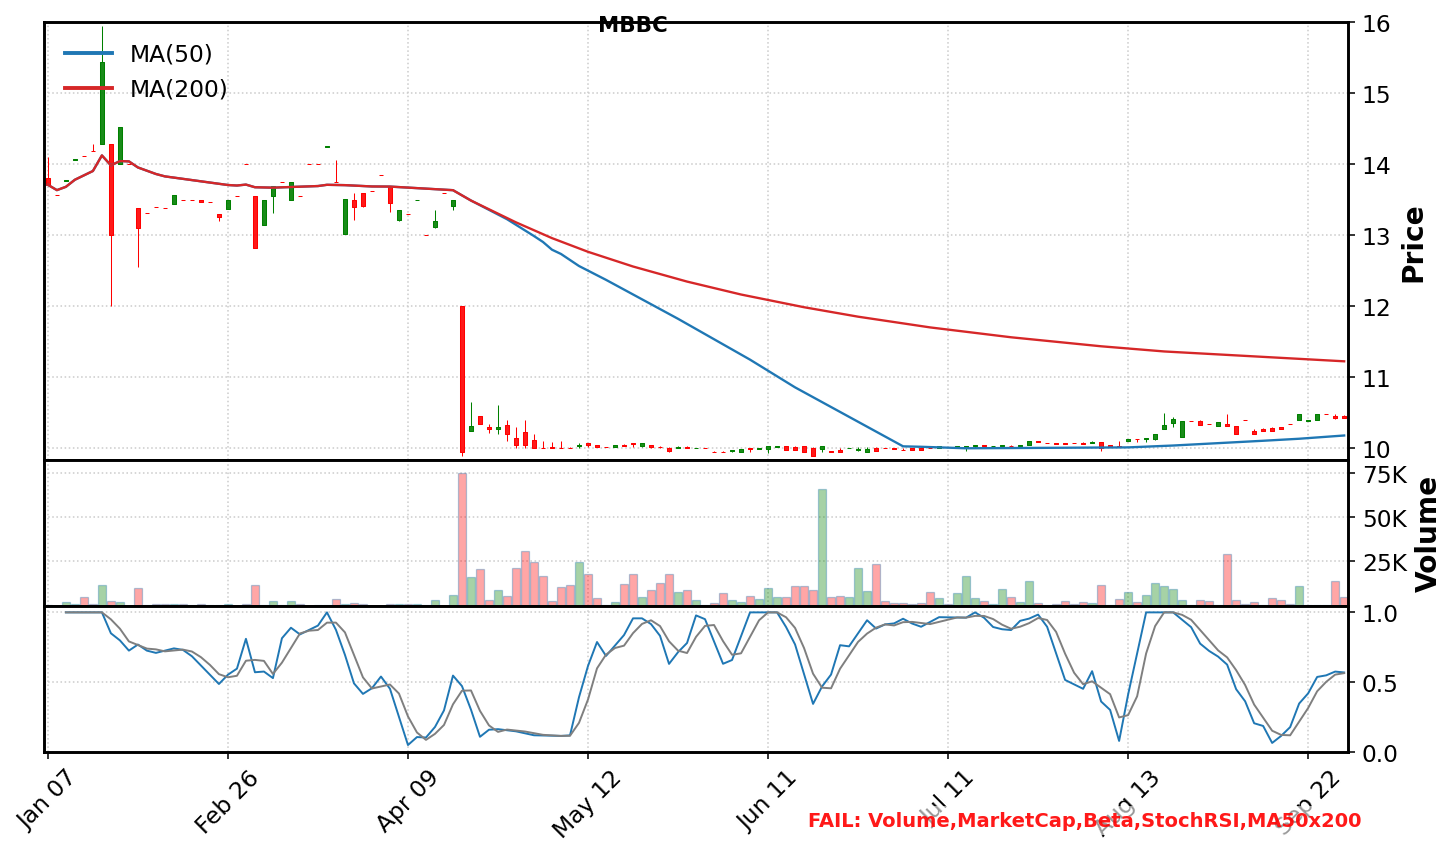 MBBC
MA(50)
MA(200)
16
15
14
13
12
11
10
Price
75K
50K
25K
Volume
1.0
0.5
0.0
Jan 07
Feb 26
Apr 09
May 12
Jun 11
Jul 11
Aug 13
Sep 22
FAIL: Volume,MarketCap,Beta,StochRSI,MA50x200